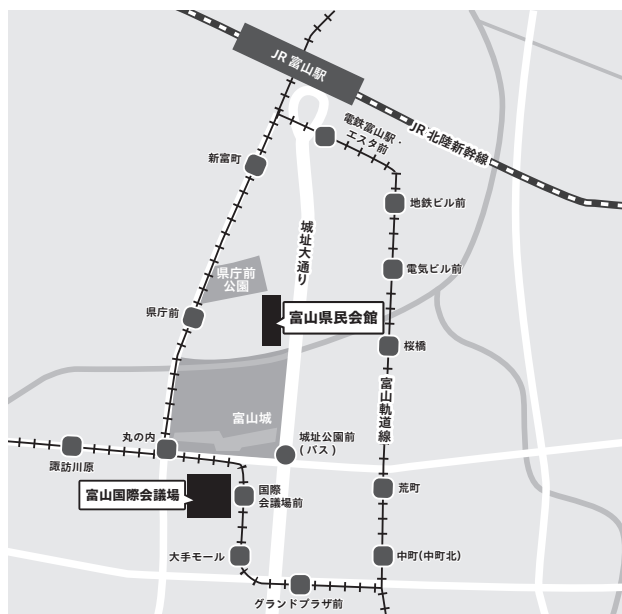 JR 富山駅
電鉄富山駅・
エスタ前
JR 北陸新幹線
新富町
地鉄ビル前
城址大通り
県庁前
公園
電気ビル前
県庁前
富山県民会館
桜橋
富山軌道線
富山城
丸の内
城址公園前
(バス)
諏訪川原
富山国際会議場
国際
会議場前
荒町
大手モール
中町(中町北)
グランドプラザ前